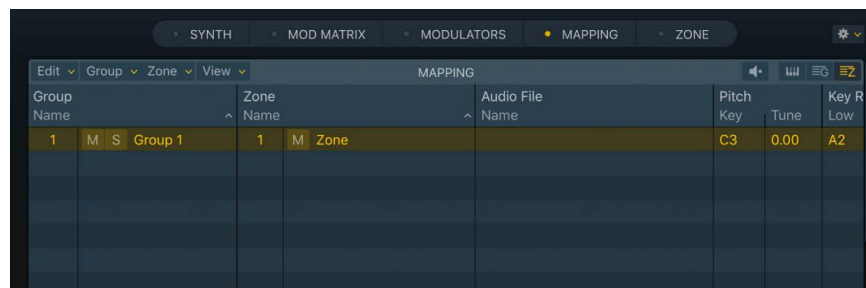 SYNTH MOD MATRIX MODULATORS MAPPING ZONE
Edit Group Zone View MAPPING G Z
Group Zone Audio File Pitch Key R
Name Name Name Key Tune Low
1 M S Group 1 1 M Zone C3 0.00 A2